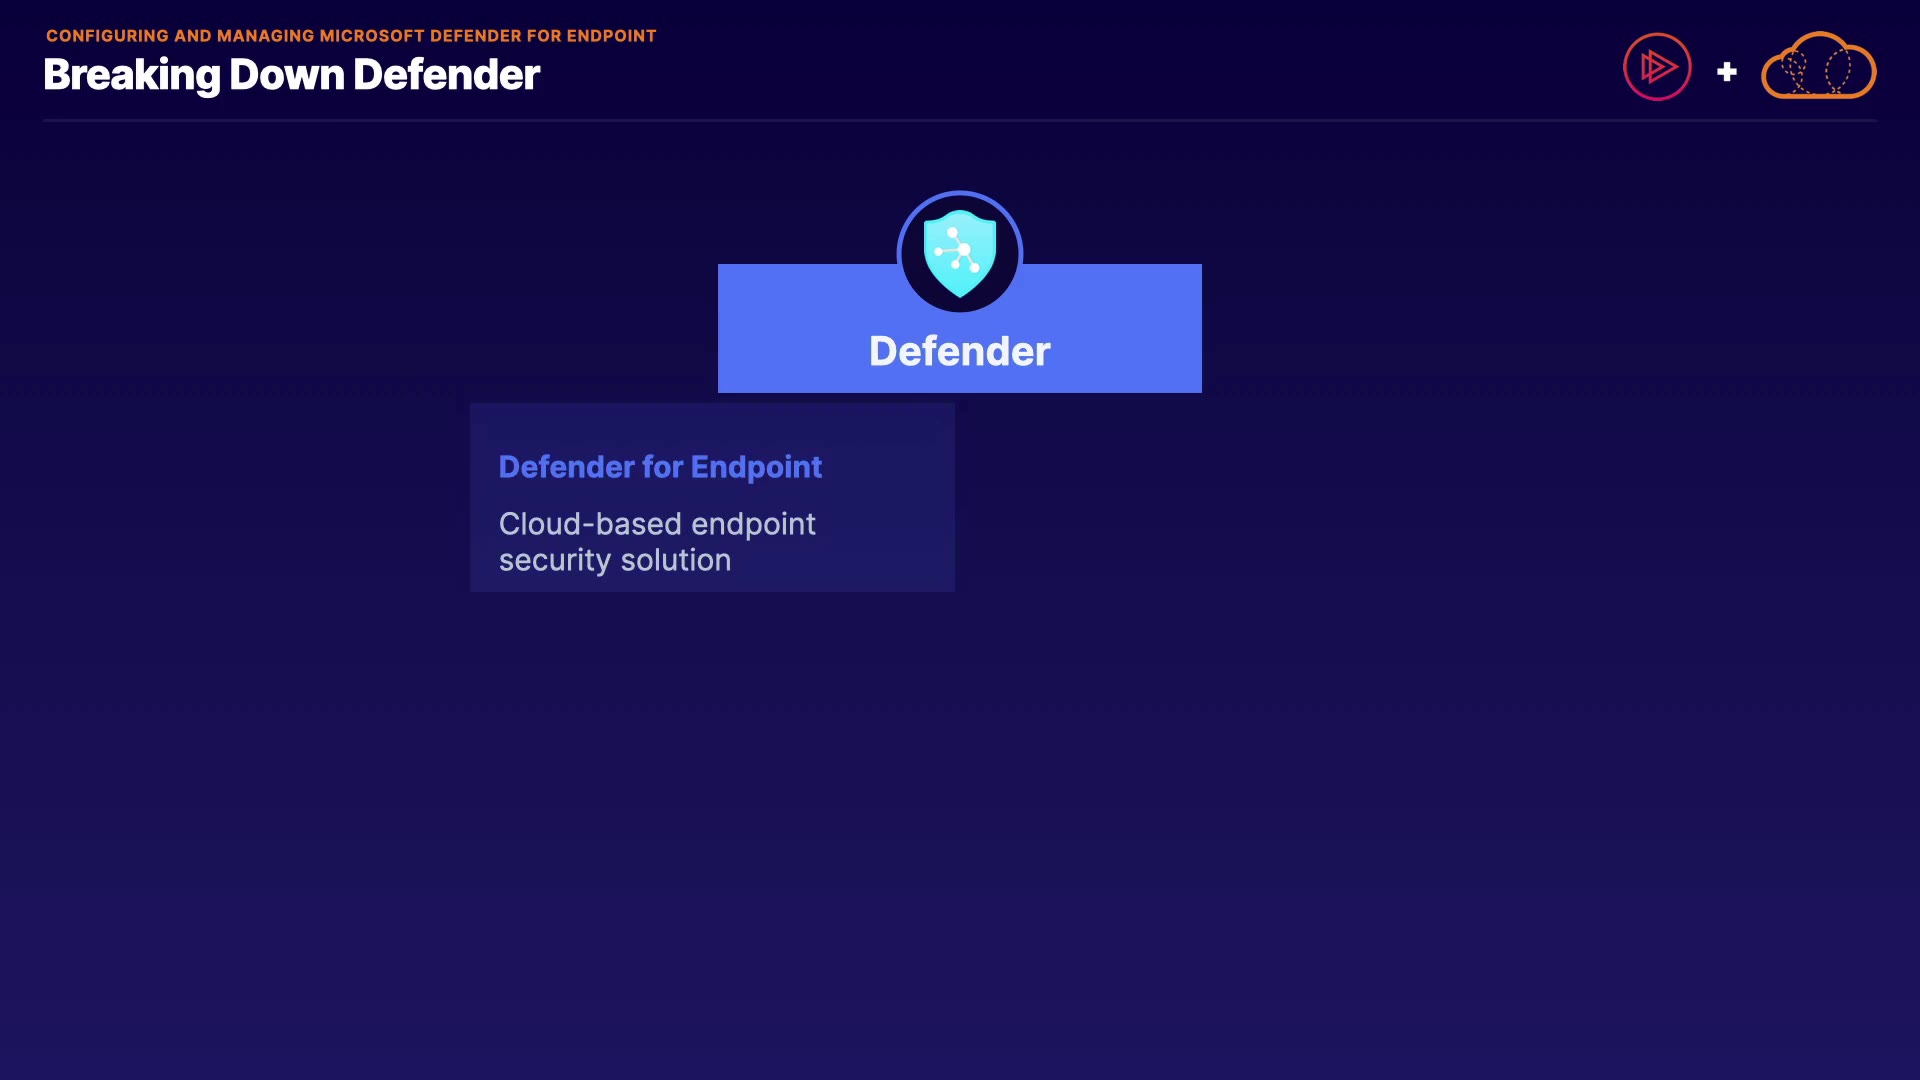 CONFIGURING AND MANAGING MICROSOFT DEFENDER FOR ENDPOINT
Breaking Down Defender
Defender
Defender for Endpoint
Cloud-based endpoint
security solution